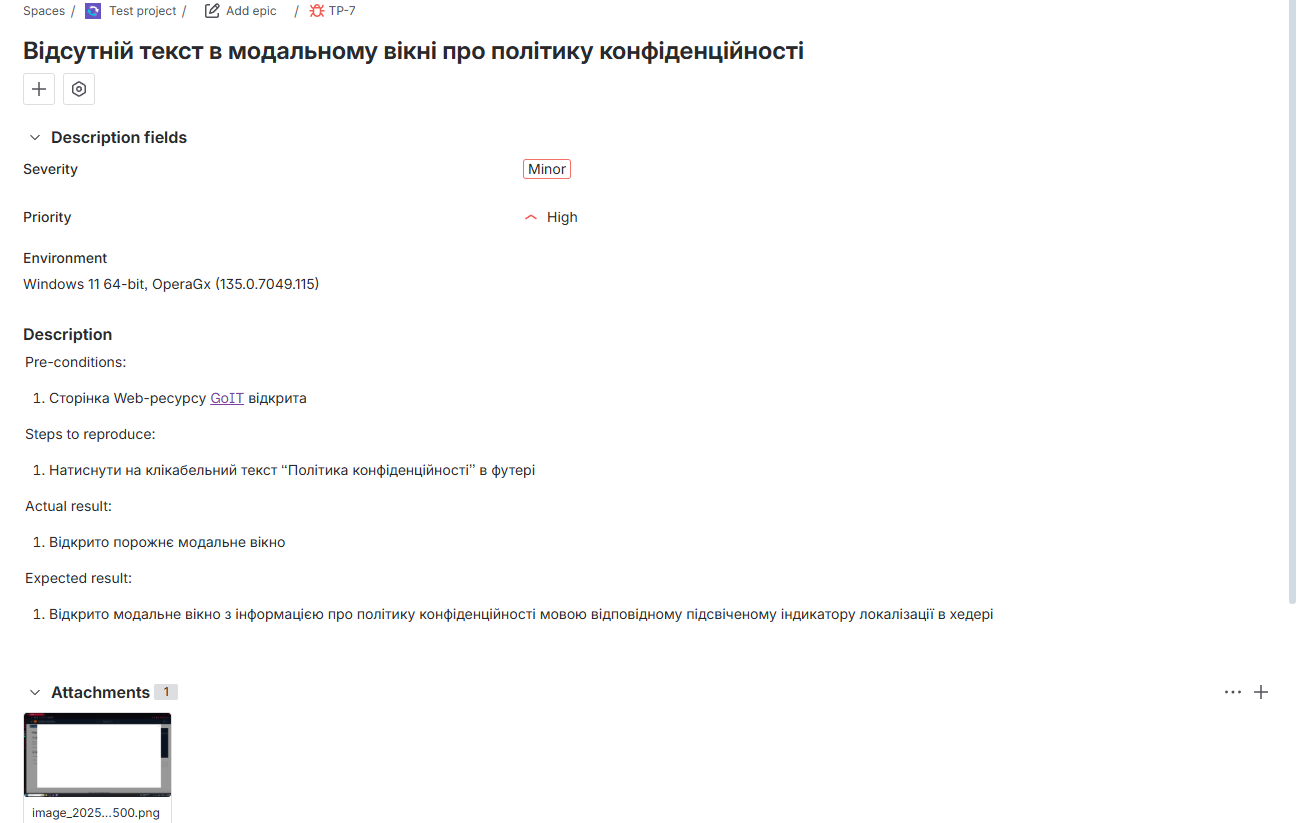 Spaces / Test project / Add epic / TP-7
Відсутній текст в модальному вікні про політику конфіденційності
Description fields
Severity Minor
Priority High
Environment
Windows 11 64-bit, OperaGx (135.0.7049.115)
Description
Pre-conditions:
1. Сторінка Web-ресурсу GoIT відкрита
Steps to reproduce:
1. Натиснути на клікабельний текст “Політика конфіденційності” в футері
Actual result:
1. Відкрито порожнє модальне вікно
Expected result:
1. Відкрито модальне вікно з інформацією про політику конфіденційності мовою відповідному підсвіченому індикатору локалізації в хедері
Attachments 1
image_2025...500.png